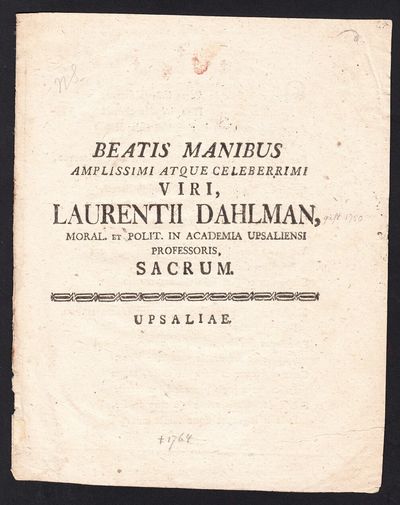 BEATIS MANIBUS
AMPLISSIMI ATQUE CELEBERRIMI
VIRI,
LAURENTII DAHLMAN,
MORAL. ET POLIT. IN ACADEMIA UPSALIENSI
PROFESSORIS,
SACRUM.
UPSALIAE.
† 1764